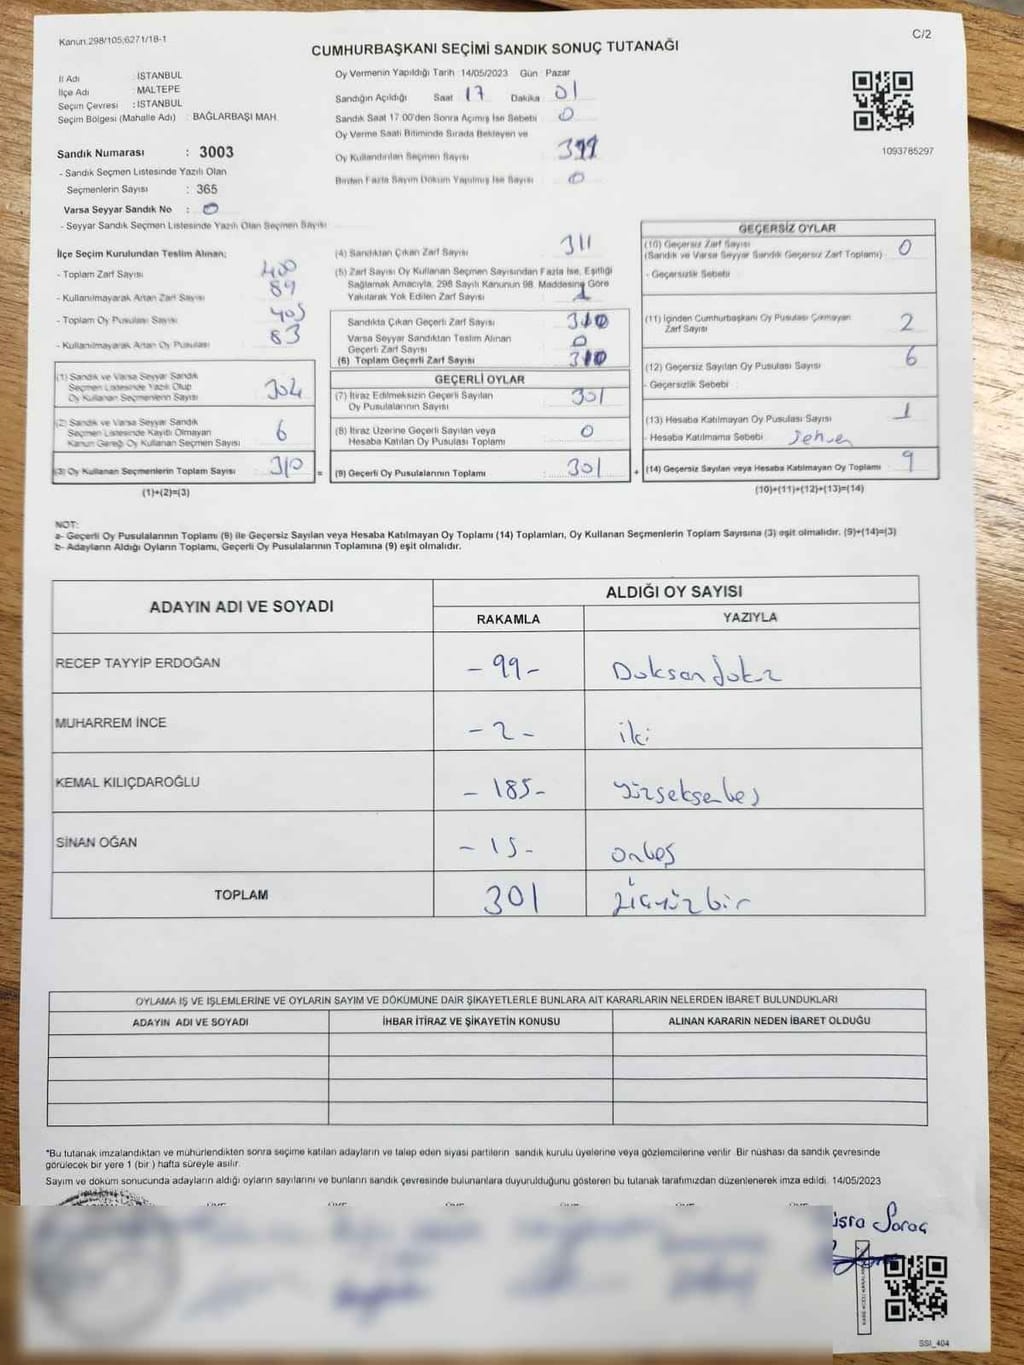 Kanun.298/105;6271/18-1
C/2
CUMHURBAŞKANI SEÇİMİ SANDIK SONUÇ TUTANAĞI
İl Adı : İSTANBUL
İlçe Adı : MALTEPE
Seçim Çevresi : İSTANBUL
Seçim Bölgesi (Mahalle Adı) : BAĞLARBAŞI MAH.
Sandık Numarası : 3003
- Sandık Seçmen Listesinde Yazılı Olan
Seçmenlerin Sayısı : 365
Varsa Seyyar Sandık No : 0
- Seyyar Sandık Seçmen Listesinde Yazılı Olan Seçmen Sayısı
Oy Vermenin Yapıldığı Tarih :14/05/2023 Gün : Pazar
Sandığın Açıldığı Saat 17 Dakika 01
Sandık Saat 17:00'den Sonra Açılmış İse Sebebi 0
Oy Verme Saati Bitiminde Sırada Bekleyen ve
Oy Kullandırılan Seçmen Sayısı
Birden Fazla Sayım Döküm Yapılmış İse Sayısı 0
1093785297
İlçe Seçim Kurulundan Teslim Alınan;
- Toplam Zarf Sayısı 400
- Kullanılmayarak Artan Zarf Sayısı 89
- Toplam Oy Pusulası Sayısı 405
- Kullanılmayarak Artan Oy Pusulası 83
(1) Sandık ve Varsa Seyyar Sandık
Seçmen Listesinde Yazılı Olup
Oy Kullanan Seçmenlerin Sayısı 304
(2) Sandık ve Varsa Seyyar Sandık
Seçmen Listesinde Kayıtlı Olmayan
Kanun Gereği Oy Kullanan Seçmen Sayısı 6
(3) Oy Kullanan Seçmenlerin Toplam Sayısı 310 =
(1)+(2)=(3)
(4) Sandıktan Çıkan Zarf Sayısı 311
(5) Zarf Sayısı Oy Kullanan Seçmen Sayısından Fazla İse, Eşitliği
Sağlamak Amacıyla, 298 Sayılı Kanunun 98. Maddesine Göre
Yakılarak Yok Edilen Zarf Sayısı 1
Sandıkta Çıkan Geçerli Zarf Sayısı 310
Varsa Seyyar Sandıktan Teslim Alınan
Geçerli Zarf Sayısı 0
(6) Toplam Geçerli Zarf Sayısı 310
GEÇERLİ OYLAR
(7) İtiraz Edilmeksizin Geçerli Sayılan
Oy Pusulalarının Sayısı 301
(8) İtiraz Üzerine Geçerli Sayılan veya
Hesaba Katılan Oy Pusulası Toplamı 0
(9) Geçerli Oy Pusulalarının Toplamı 301 +
GEÇERSİZ OYLAR
(10) Geçersiz Zarf Sayısı
(Sandık ve Varsa Seyyar Sandık Geçersiz Zarf Toplamı) 0
- Geçersizlik Sebebi
(11) İçinden Cumhurbaşkanı Oy Pusulası Çıkmayan
Zarf Sayısı 2
(12) Geçersiz Sayılan Oy Pusulası Sayısı 6
- Geçersizlik Sebebi
(13) Hesaba Katılmayan Oy Pusulası Sayısı 1
- Hesaba Katılmama Sebebi Sehven
(14) Geçersiz Sayılan veya Hesaba Katılmayan Oy Toplamı 9
(10)+(11)+(12)+(13)=(14)
NOT:
a- Geçerli Oy Pusulalarının Toplamı (9) ile Geçersiz Sayılan veya Hesaba Katılmayan Oy Toplamı (14) Toplamları, Oy Kullanan Seçmenlerin Toplam Sayısına (3) eşit olmalıdır. (9)+(14)=(3)
b- Adayların Aldığı Oyların Toplamı, Geçerli Oy Pusulalarının Toplamına (9) eşit olmalıdır.
ADAYIN ADI VE SOYADI
ALDIĞI OY SAYISI
RAKAMLA YAZIYLA
RECEP TAYYİP ERDOĞAN - 99 - Doksan dokuz
MUHARREM İNCE - 2 - iki
KEMAL KILIÇDAROĞLU - 185 - yüzseksenbeş
SİNAN OĞAN - 15 - onbeş
TOPLAM 301 üçyüzbir
OYLAMA İŞ VE İŞLEMLERİNE VE OYLARIN SAYIM VE DÖKÜMÜNE DAİR ŞİKAYETLERLE BUNLARA AİT KARARLARIN NELERDEN İBARET BULUNDUKLARI
ADAYIN ADI VE SOYADI İHBAR İTİRAZ VE ŞİKAYETİN KONUSU ALINAN KARARIN NEDEN İBARET OLDUĞU
*Bu tutanak imzalandıktan ve mühürlendikten sonra seçime katılan adayların ve talep eden siyasi partilerin sandık kurulu üyelerine veya gözlemcilerine verilir. Bir nüshası da sandık çevresinde
görülecek bir yere 1 (bir ) hafta süreyle asılır.
Sayım ve döküm sonucunda adayların aldığı oyların sayılarını ve bunların sandık çevresinde bulunanlara duyurulduğunu gösteren bu tutanak tarafımızdan düzenlenerek imza edildi. 14/05/2023
SSI_404